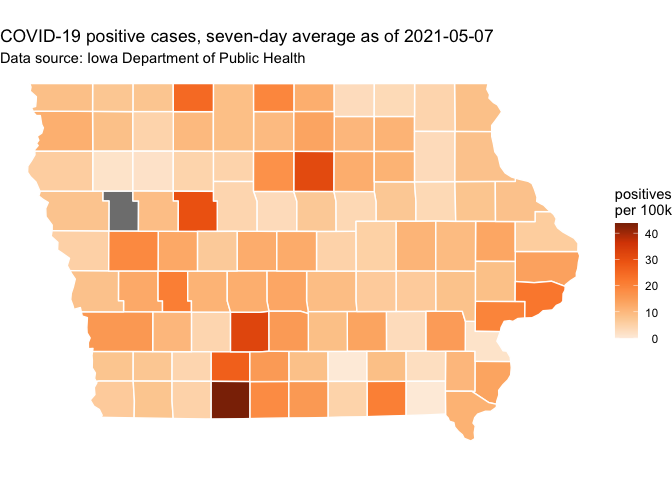 COVID-19 positive cases, seven-day average as of 2021-05-07
Data source: Iowa Department of Public Health
positives
per 100k
40
30
20
10
0